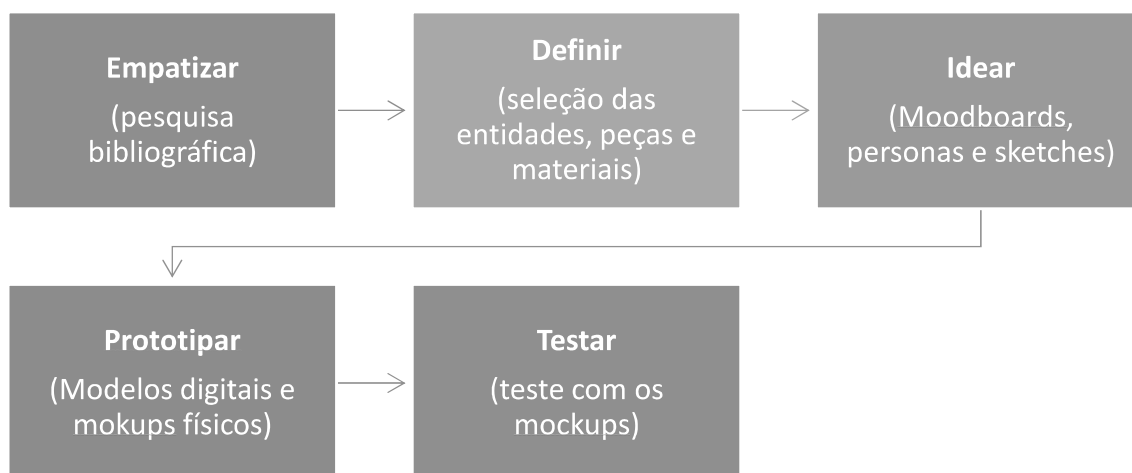 Empatizar
(pesquisa
bibliográfica)
Definir
(seleção das
entidades, peças e
materiais)
Idear
(Moodboards,
personas e sketches)
Prototipar
(Modelos digitais e
mokups físicos)
Testar
(teste com os
mockups)